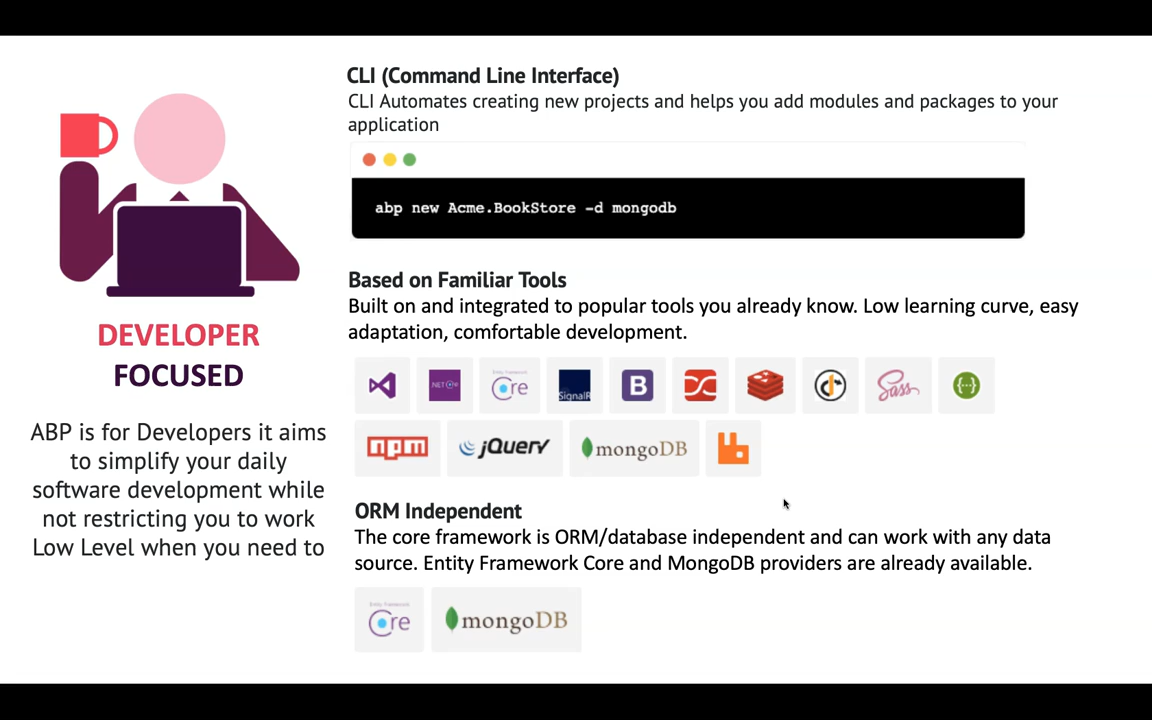 CLI (Command Line Interface)
CLI Automates creating new projects and helps you add modules and packages to your
application
abp new Acme.BookStore -d mongodb
DEVELOPER
FOCUSED
ABP is for Developers it aims
to simplify your daily
software development while
not restricting you to work
Low Level when you need to
Based on Familiar Tools
Built on and integrated to popular tools you already know. Low learning curve, easy
adaptation, comfortable development.
.NET Core
Entity Framework
Core
SignalR
B
Sass
npm
jQuery
mongoDB
ORM Independent
The core framework is ORM/database independent and can work with any data
source. Entity Framework Core and MongoDB providers are already available.
Entity Framework
Core
mongoDB